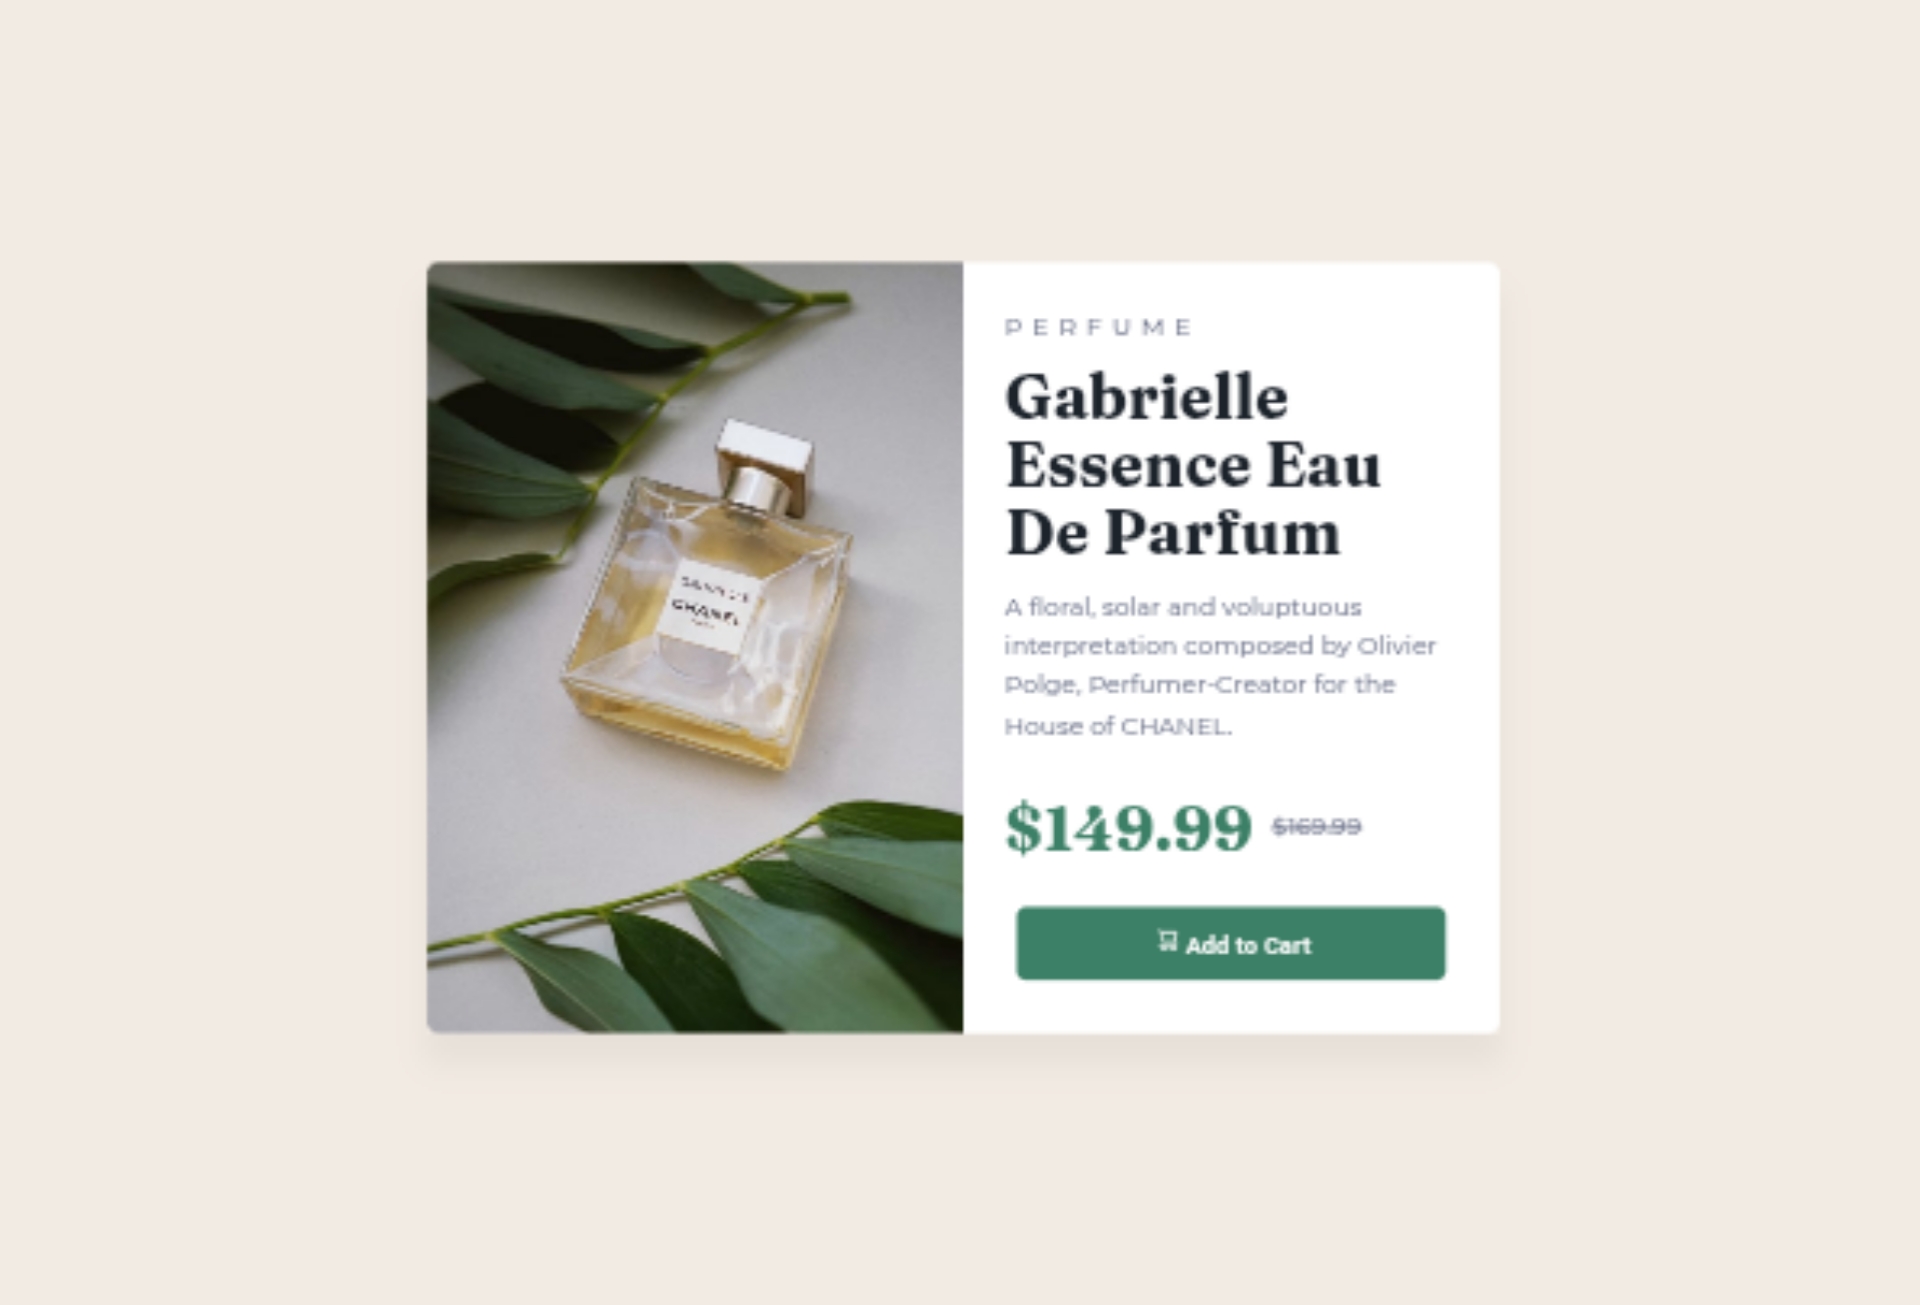 CHANEL
PERFUME
Gabrielle
Essence Eau
De Parfum
A floral, solar and voluptuous
interpretation composed by Olivier
Polge, Perfumer-Creator for the
House of CHANEL.
$149.99 $169.99
Add to Cart